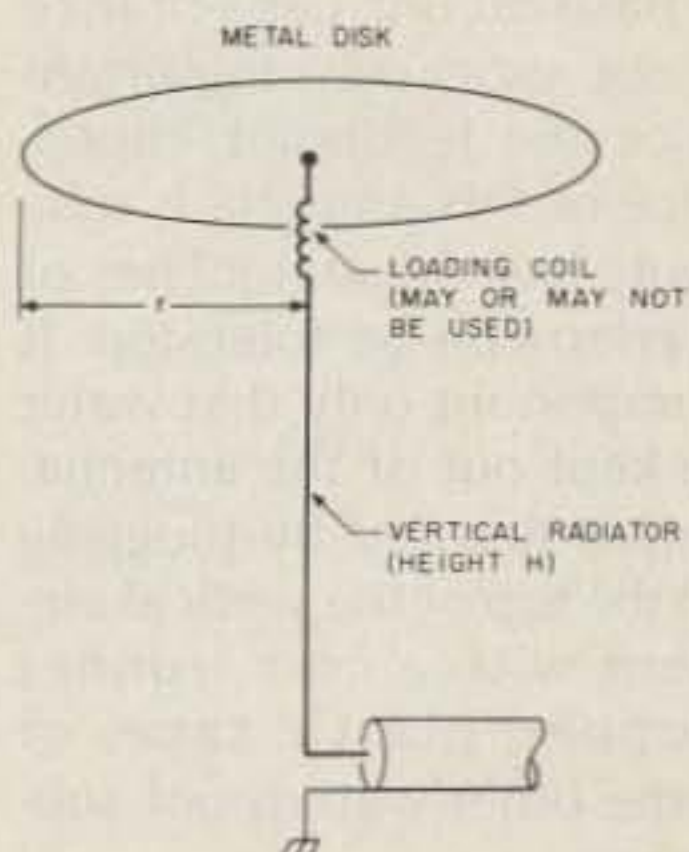 METAL DISK
LOADING COIL
(MAY OR MAY NOT
BE USED)
r
VERTICAL RADIATOR
(HEIGHT H)